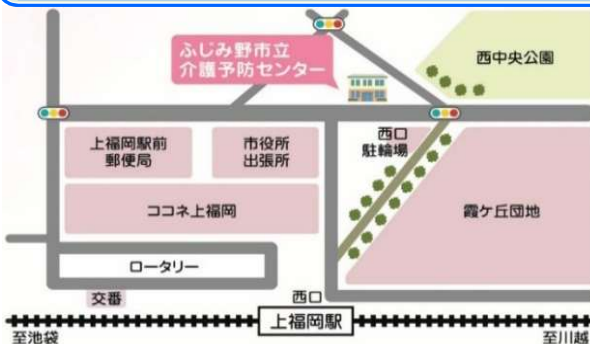 ふじみ野市立
介護予防センター
西中央公園
上福岡駅前
郵便局
市役所
出張所
西口
駐輪場
ココネ上福岡
霞ケ丘団地
ロータリー
交番
西口
上福岡駅
至池袋
至川越